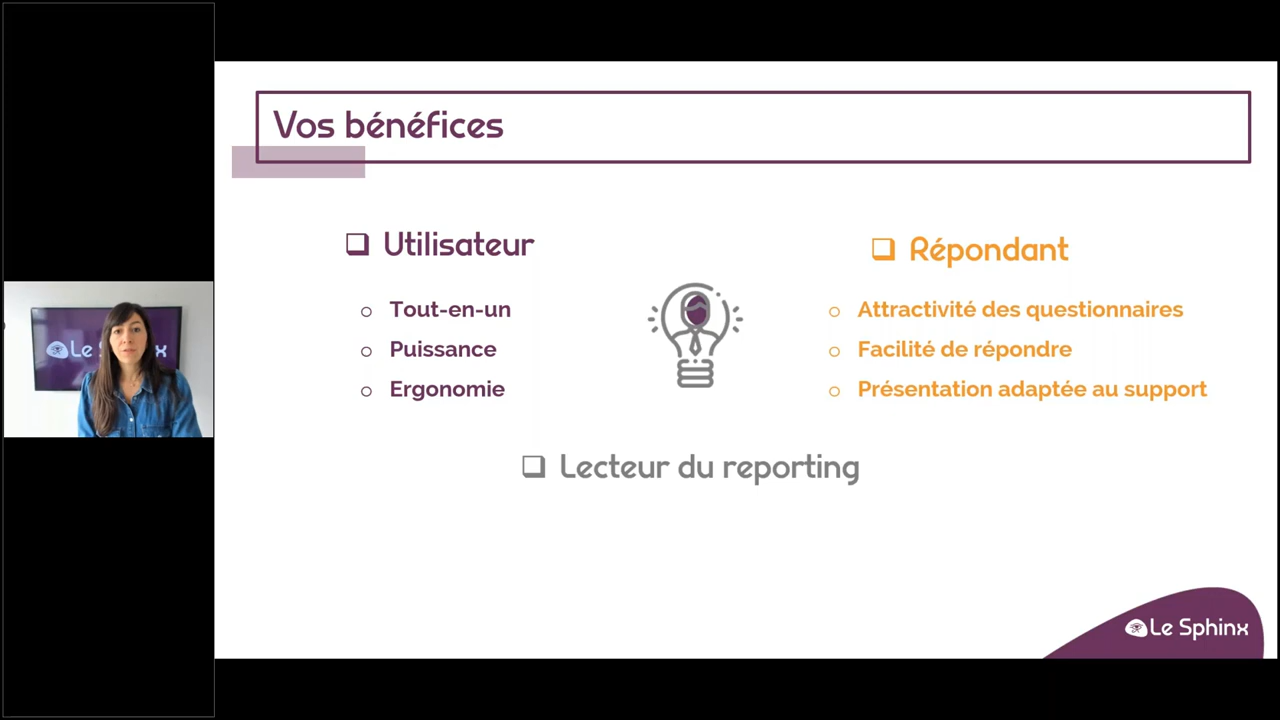 Vos bénéfices
Utilisateur
Tout-en-un
Puissance
Ergonomie
Répondant
Attractivité des questionnaires
Facilité de répondre
Présentation adaptée au support
Lecteur du reporting
Le Sphinx